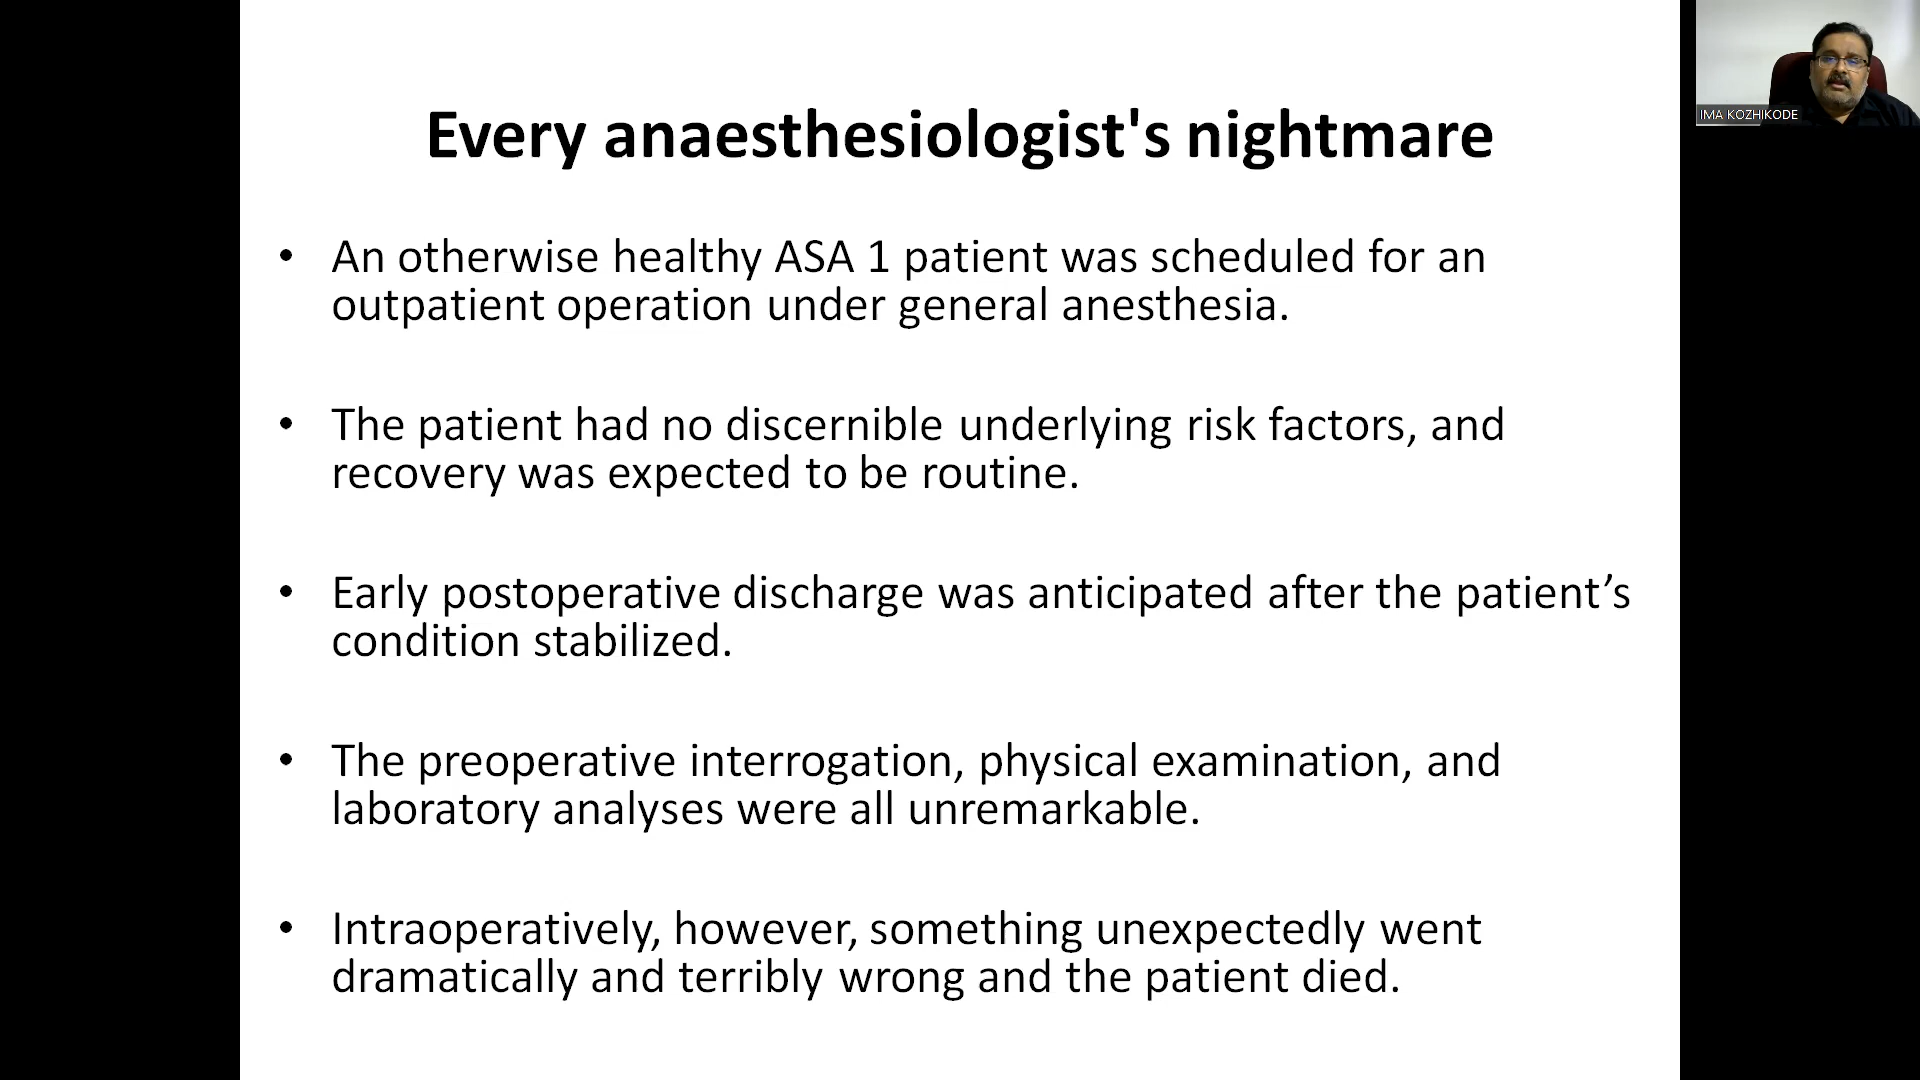 Every anaesthesiologist's nightmare
• An otherwise healthy ASA 1 patient was scheduled for an
outpatient operation under general anesthesia.
• The patient had no discernible underlying risk factors, and
recovery was expected to be routine.
• Early postoperative discharge was anticipated after the patient’s
condition stabilized.
• The preoperative interrogation, physical examination, and
laboratory analyses were all unremarkable.
• Intraoperatively, however, something unexpectedly went
dramatically and terribly wrong and the patient died.
IMA KOZHIKODE